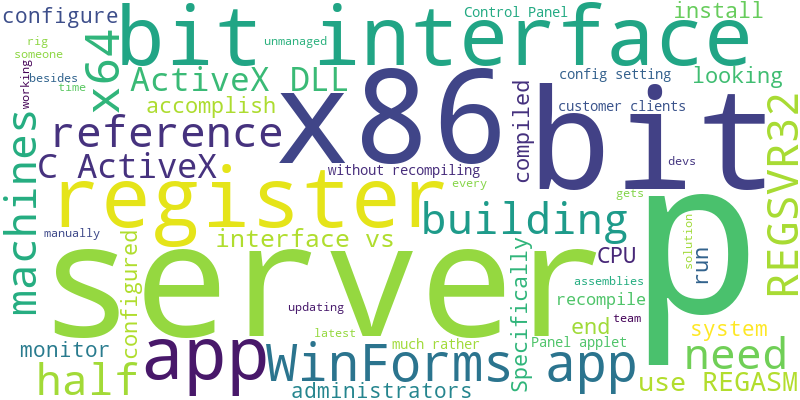 configure
bit interface
Control Panel
install
rig
someone
unmanaged
x64
ActiveX DLL
x86
config setting
looking
working
besides
time
accomplish
compiled
customer clients
REGSVR32
machines
reference
bit
C ActiveX
without recompiling
devs
every
register
gets
p
building
manually
interface vs
configured
server
Specifically
CPU
run
solution
assemblies
recompile
updating
team
end
system
monitor
app
latest
much rather
Panel applet
need
WinForms app
half
administrators
use REGASM